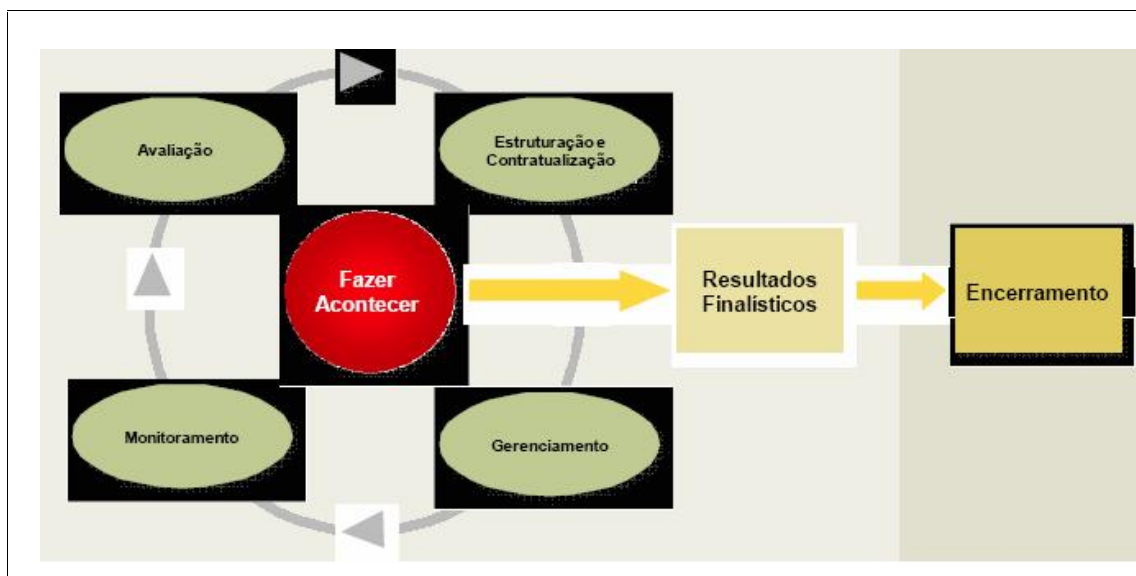 Avaliação
Estruturação e
Contratualização
Fazer
Acontecer
Resultados
Finalísticos
Encerramento
Monitoramento
Gerenciamento